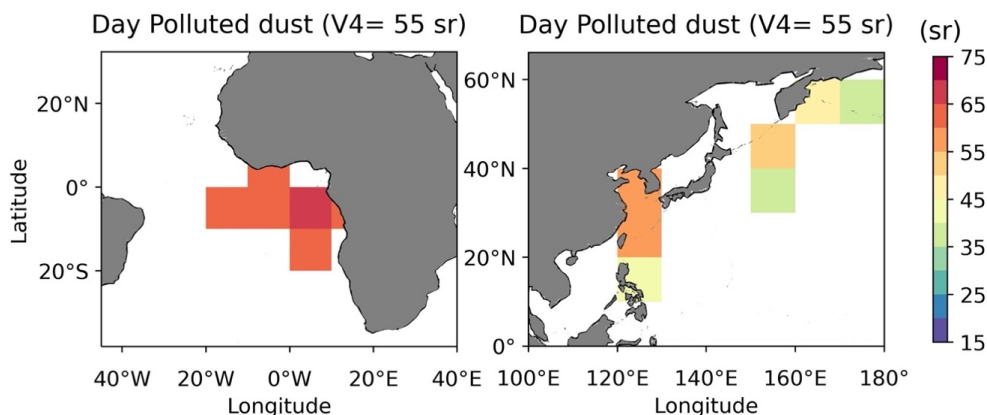 Day Polluted dust (V4= 55 sr)
20°N
0°
20°S
Latitude
40°W
20°W
0°W
20°E
40°E
Longitude
Day Polluted dust (V4= 55 sr)
60°N
40°N
20°N
0°
100°E
120°E
140°E
160°E
180°
Longitude
(sr)
75
65
55
45
35
25
15